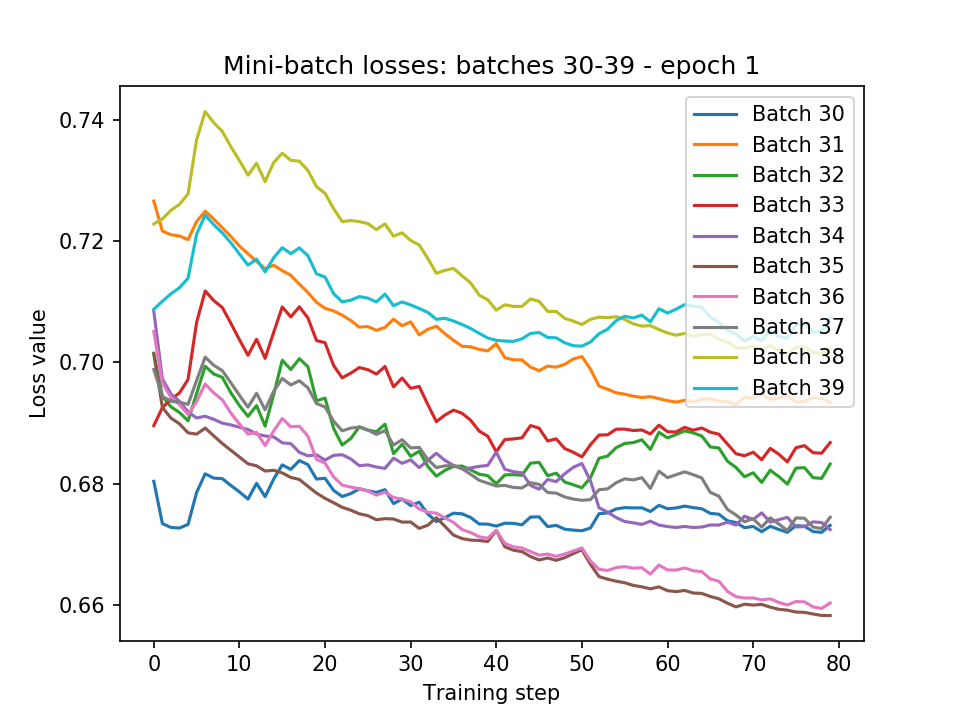 Mini-batch losses: batches 30-39 - epoch 1
0.74
0.72
0.70
0.68
0.66
Loss value
0
10
20
30
40
50
60
70
80
Training step
Batch 30
Batch 31
Batch 32
Batch 33
Batch 34
Batch 35
Batch 36
Batch 37
Batch 38
Batch 39